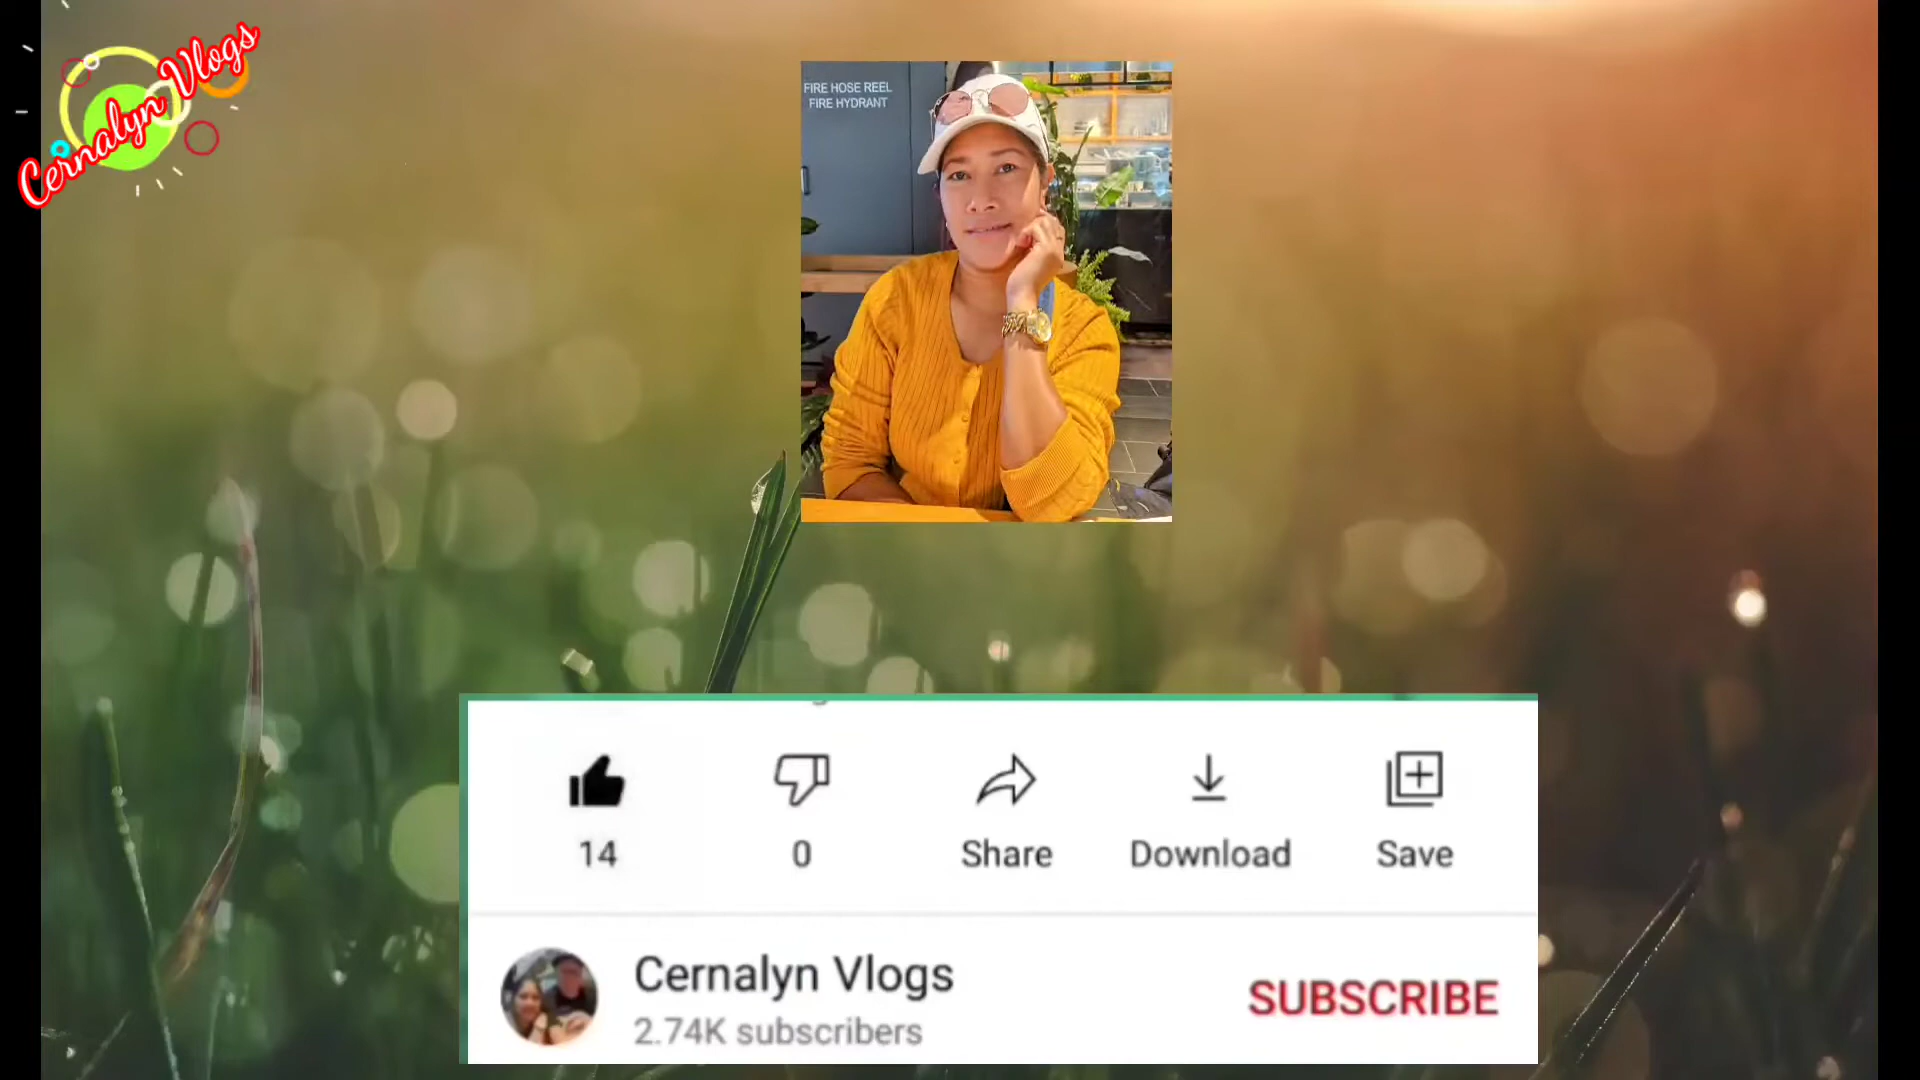 Cernalyn Vlogs
FIRE HOSE REEL
FIRE HYDRANT
14
0
Share
Download
Save
Cernalyn Vlogs
2.74K subscribers
SUBSCRIBE